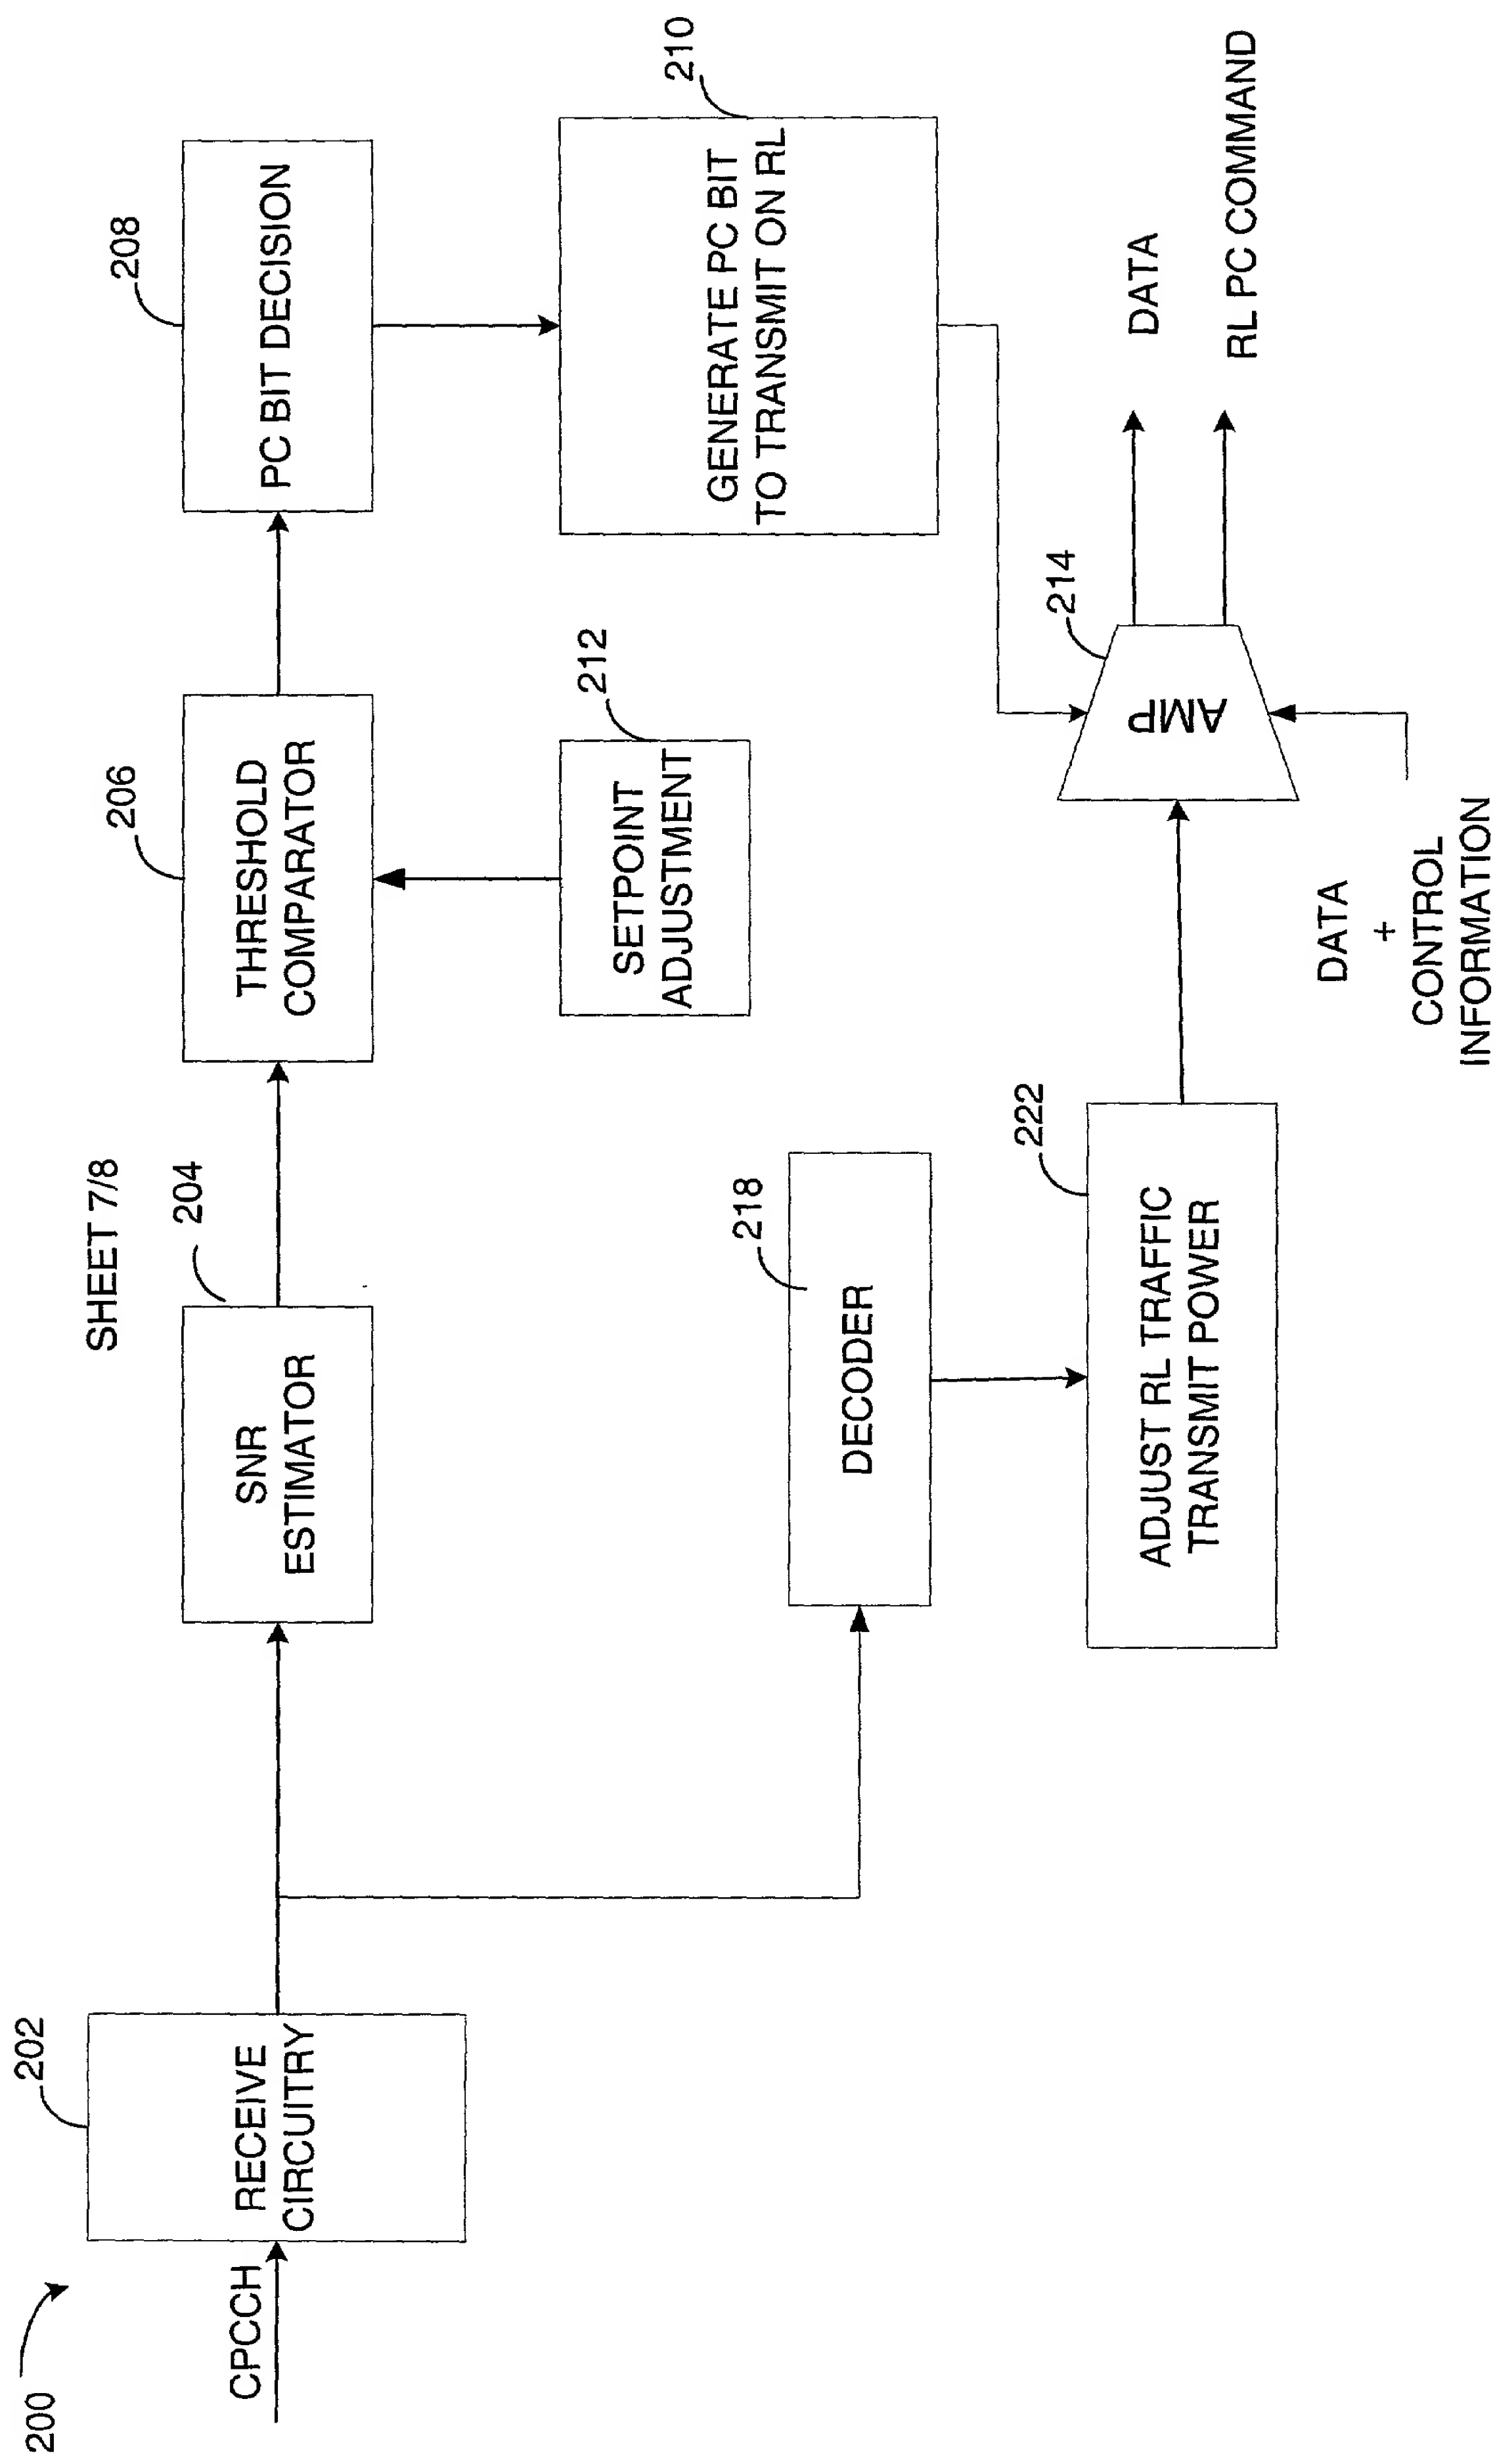 SHEET 7/8
200
CPCCH
202
RECEIVE
CIRCUITRY
204
SNR
ESTIMATOR
206
THRESHOLD
COMPARATOR
208
PC BIT DECISION
212
SETPOINT
ADJUSTMENT
210
GENERATE PC BIT
TO TRANSMIT ON RL
218
DECODER
222
ADJUST RL TRAFFIC
TRANSMIT POWER
214
AMP
DATA
RL PC COMMAND
DATA
+
CONTROL
INFORMATION